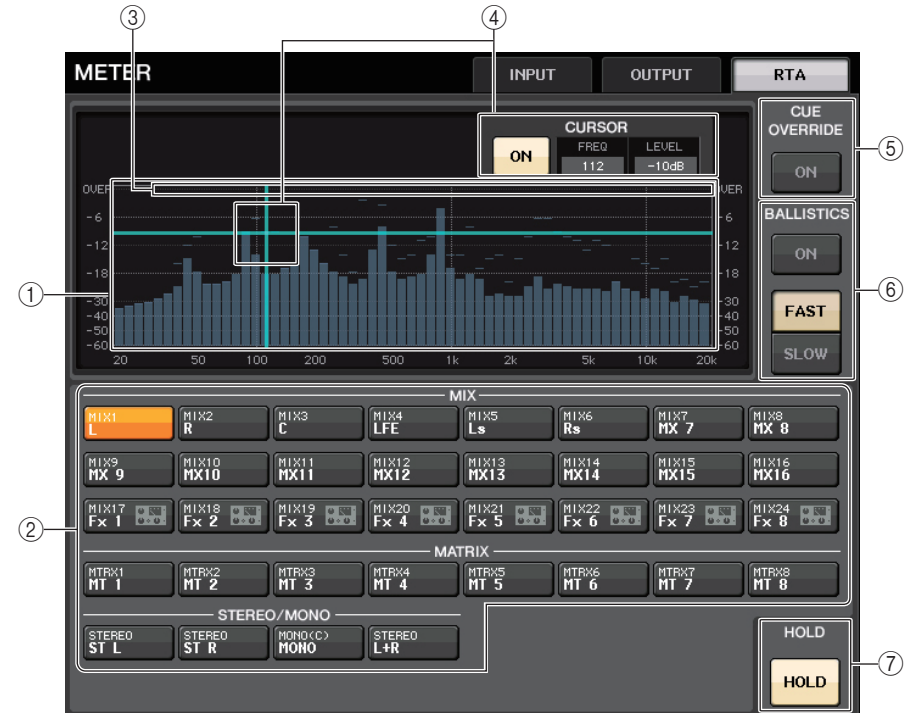 ③ ④
METER INPUT OUTPUT RTA
CURSOR
ON FREQ LEVEL
112 -10dB
CUE
OVERRIDE
ON
⑤
OVER OVER
-6 -6
-12 -12
-18 -18
-30 -30
-40 -40
-50 -50
-60 -60
20 50 100 200 500 1k 2k 5k 10k 20k
①
BALLISTICS
ON
FAST
SLOW
⑥
MIX
MIX1 MIX2 MIX3 MIX4 MIX5 MIX6 MIX7 MIX8
L R C LFE Ls Rs MX 7 MX 8
MIX9 MIX10 MIX11 MIX12 MIX13 MIX14 MIX15 MIX16
MX 9 MX10 MX11 MX12 MX13 MX14 MX15 MX16
MIX17 MIX18 MIX19 MIX20 MIX21 MIX22 MIX23 MIX24
Fx 1 Fx 2 Fx 3 Fx 4 Fx 5 Fx 6 Fx 7 Fx 8
②
MATRIX
MTRX1 MTRX2 MTRX3 MTRX4 MTRX5 MTRX6 MTRX7 MTRX8
MT 1 MT 2 MT 3 MT 4 MT 5 MT 6 MT 7 MT 8
STEREO/MONO
STEREO STEREO MONO(C) STEREO
ST L ST R MONO L+R
HOLD
HOLD
⑦